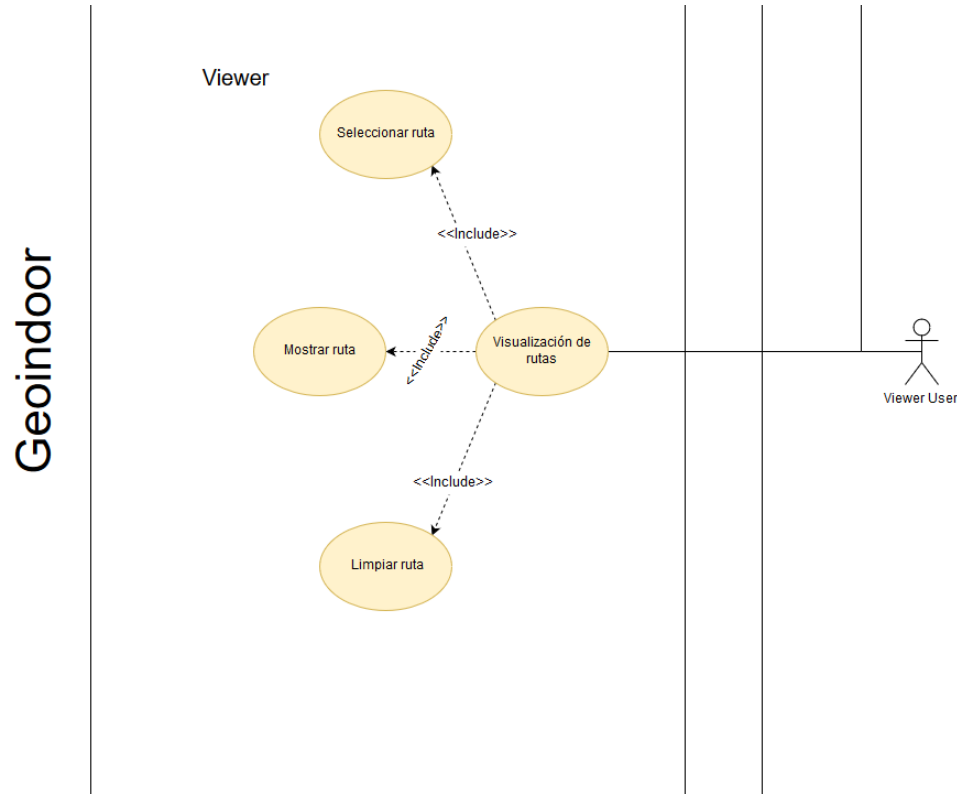 Geoindoor
Viewer
Seleccionar ruta
<<Include>>
Mostrar ruta
<<Include>>
Visualización de
rutas
Viewer User
<<Include>>
Limpiar ruta